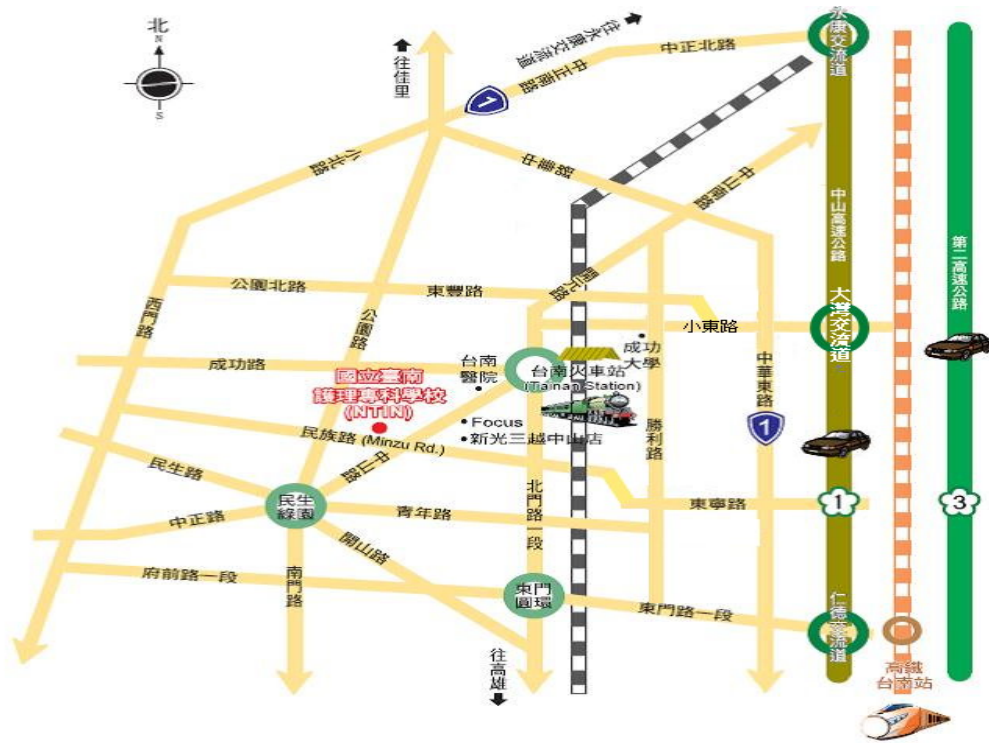 北
N
S
往佳里
往永康交流道
中正北路
中正南路
1
永康交流道
小北路
中華路
中山南路
中山高速公路
第二高速公路
公園北路
東豐路
開元路
西門路
公園路
小東路
大灣交流道
成功路
台南
醫院
台南火車站
(Tainan Station)
成功
大學
國立臺南
護理專科學校
(NTIN)
Focus
新光三越中山店
中華東路
1
勝利路
民族路 (Minzu Rd.)
中山路
民生路
民生
綠園
北門路一段
東寧路
1
3
中正路
青年路
開山路
府前路一段
南門路
東門
圓環
東門路一段
仁德交流道
往高雄
高鐵
台南站